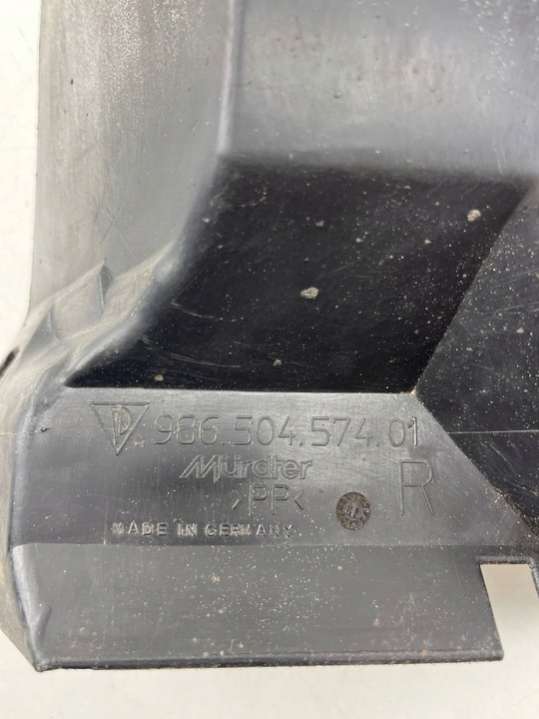 986.504.574.01
Mürdter
>PP< R
MADE IN GERMANY